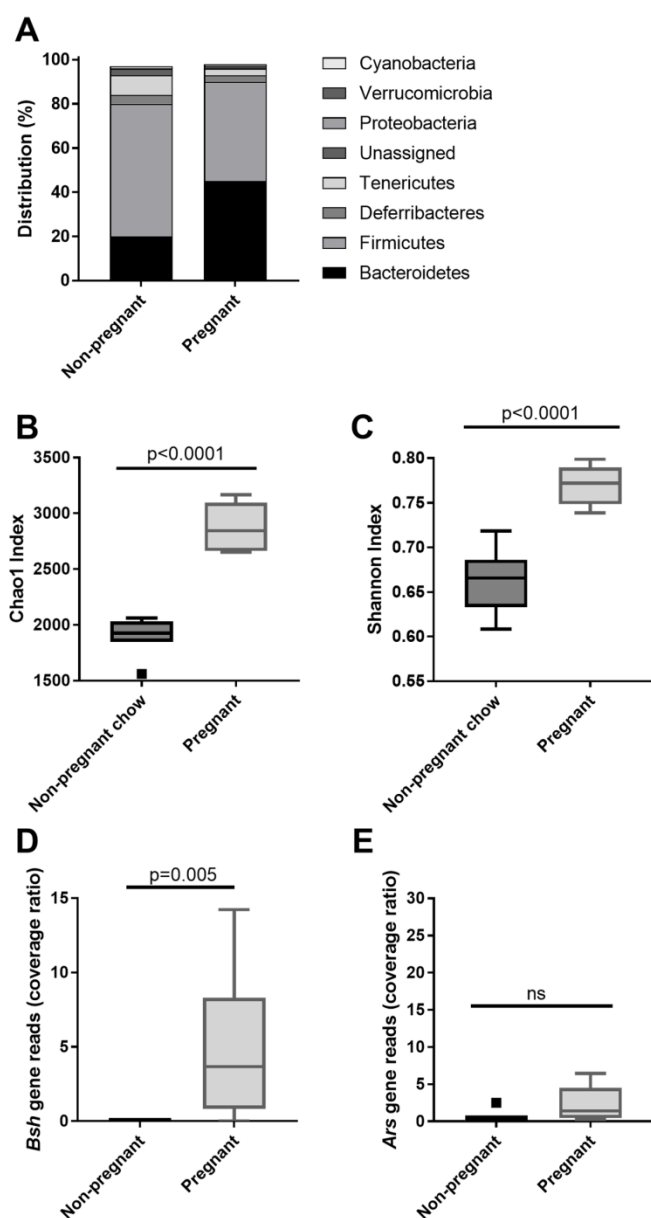 A
Distribution (%)
100
80
60
40
20
0
Non-pregnant
Pregnant
Cyanobacteria
Verrucomicrobia
Proteobacteria
Unassigned
Tenericutes
Deferribacteres
Firmicutes
Bacteroidetes
B
p<0.0001
Chao1 Index
3500
3000
2500
2000
1500
Non-pregnant chow
Pregnant
C
p<0.0001
Shannon Index
0.80
0.75
0.70
0.65
0.60
0.55
Non-pregnant chow
Pregnant
D
p=0.005
Bsh gene reads (coverage ratio)
15
10
5
0
Non-pregnant
Pregnant
E
ns
Ars gene reads (coverage ratio)
30
25
20
15
10
5
0
Non-pregnant
Pregnant